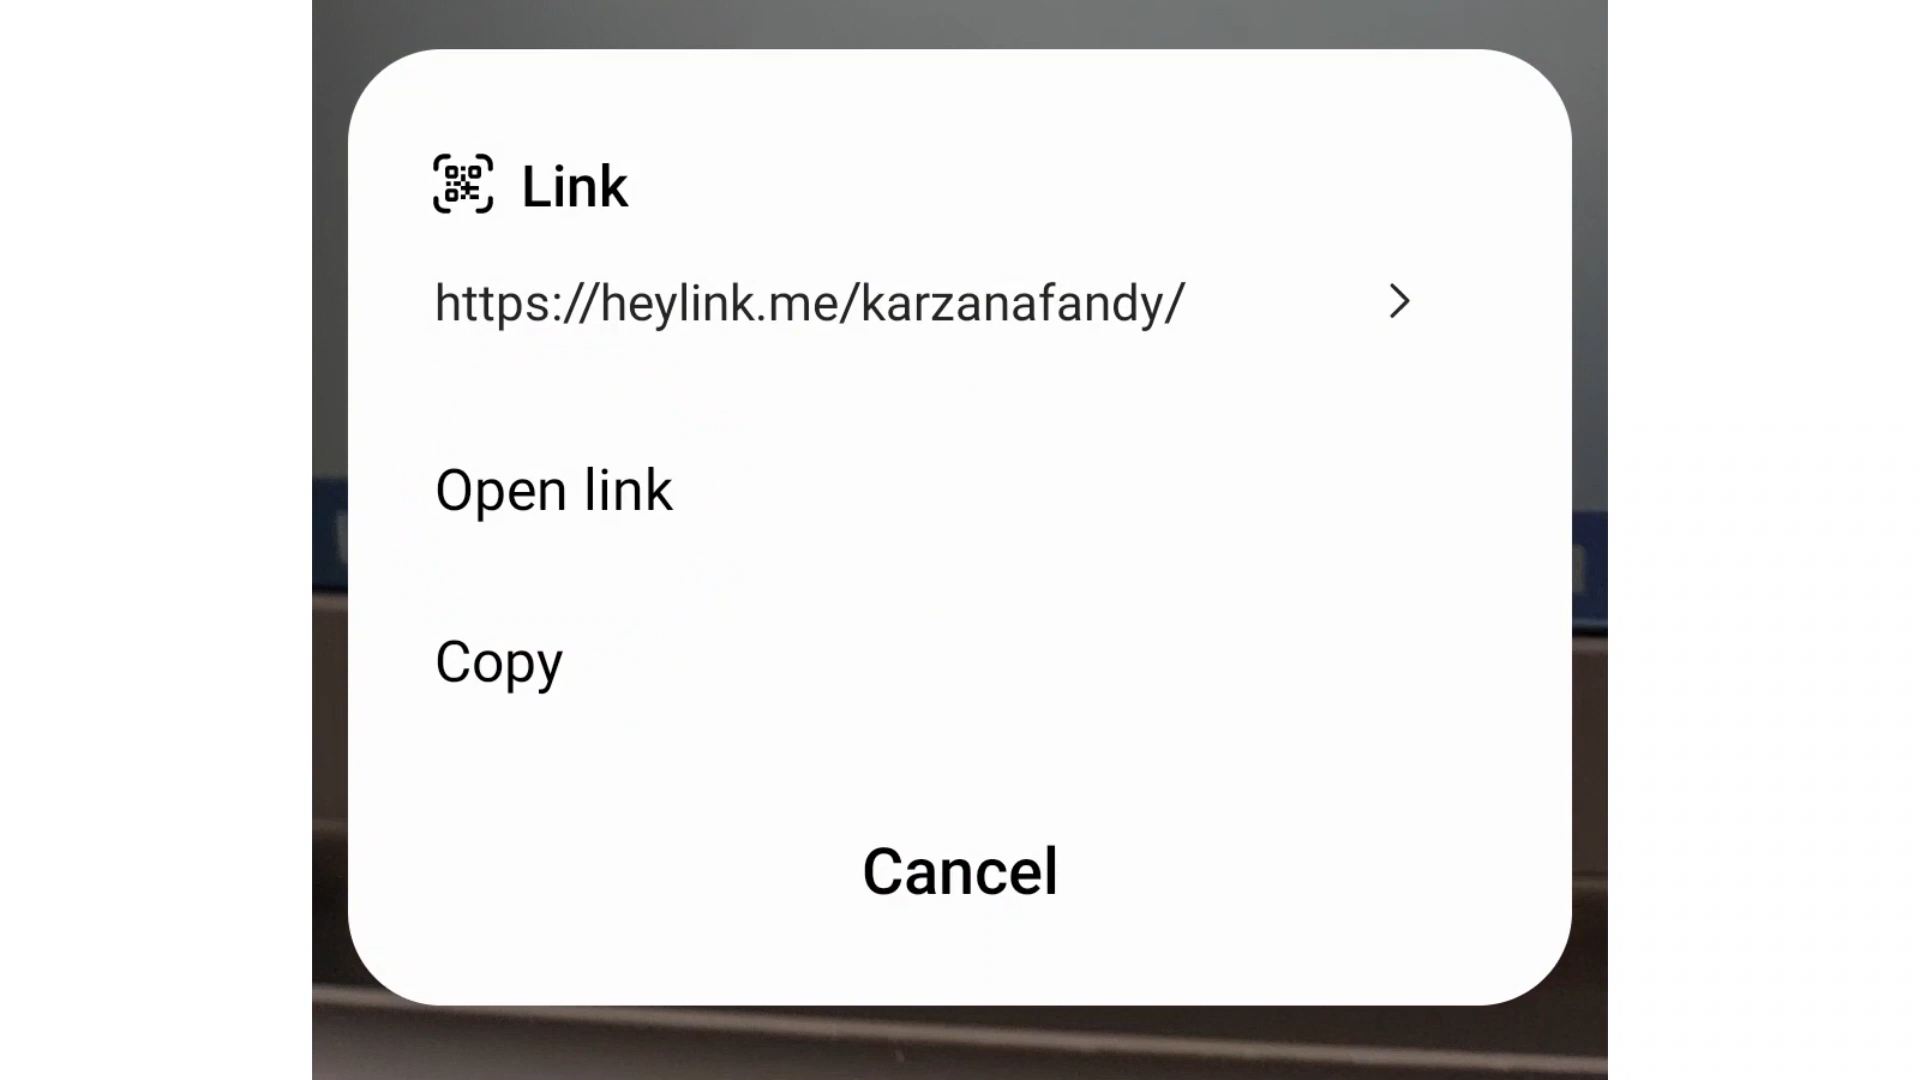 Link
https://heylink.me/karzanafandy/
Open link
Copy
Cancel